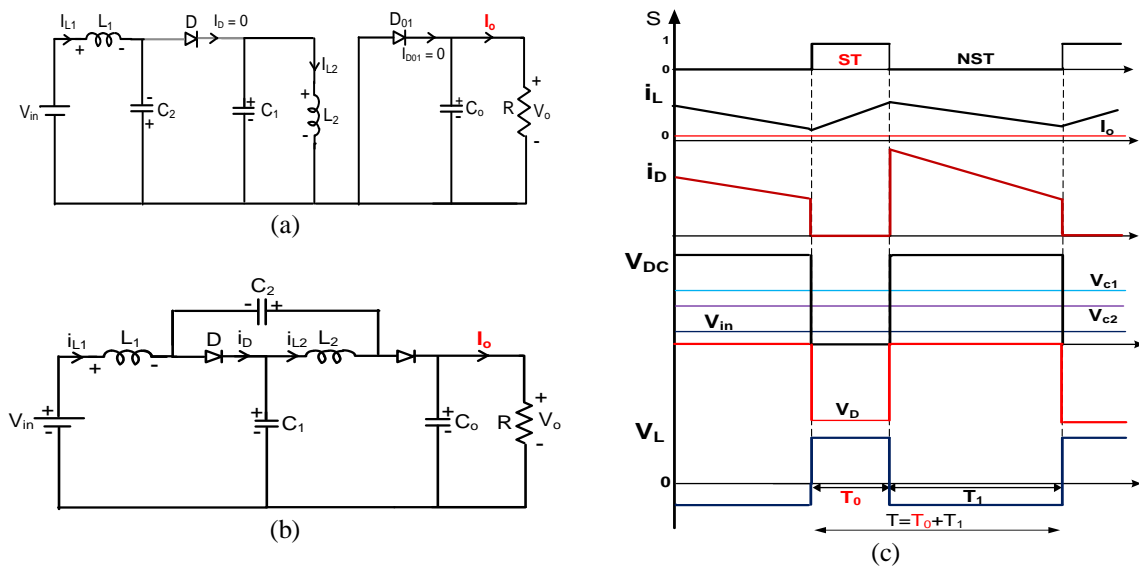 I_L1 L_1 D I_D = 0 D_01 I_o
+ - I_D01 = 0
I_L2
V_in - C_2 + + C_1 - + L_2 - + C_o - R + V_o -
(a)
C_2
- +
i_L1 L_1 D i_D i_L2 L_2 I_o
+ -
V_in + - + C_1 - + C_o - R + V_o -
(b)
S
1
ST NST
0
i_L
0 I_o
i_D
V_DC
V_c1
V_in V_c2
V_D
V_L
0
T_0 T_1
T=T_0+T_1
(c)